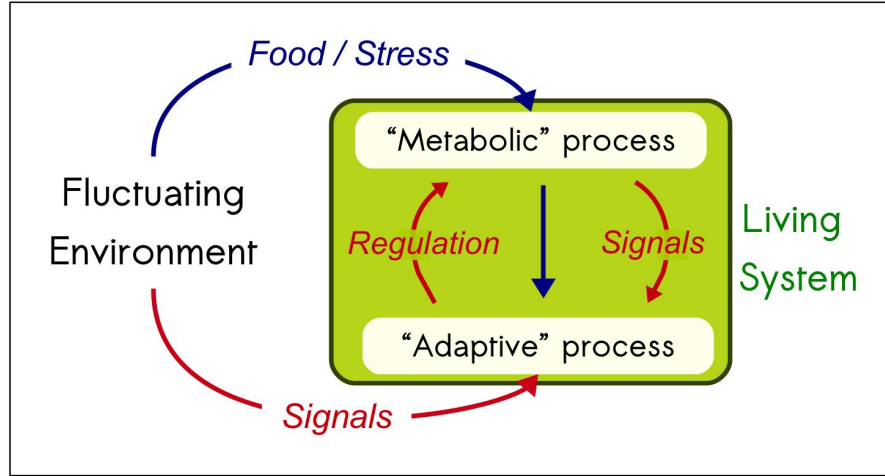 Food / Stress
“Metabolic” process
Fluctuating
Environment
Regulation
Signals
Living
System
“Adaptive” process
Signals